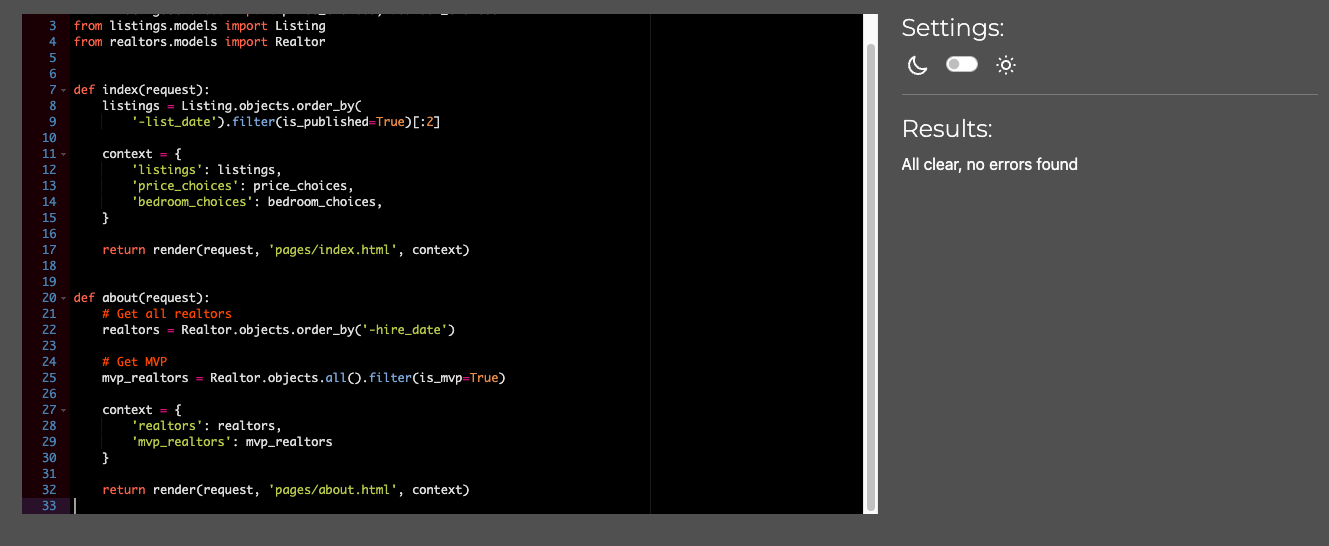 3 from listings.models import Listing
4 from realtors.models import Realtor
5
6
7 def index(request):
8     listings = Listing.objects.order_by(
9         '-list_date').filter(is_published=True)[:2]
10
11     context = {
12         'listings': listings,
13         'price_choices': price_choices,
14         'bedroom_choices': bedroom_choices,
15     }
16
17     return render(request, 'pages/index.html', context)
18
19
20 def about(request):
21     # Get all realtors
22     realtors = Realtor.objects.order_by('-hire_date')
23
24     # Get MVP
25     mvp_realtors = Realtor.objects.all().filter(is_mvp=True)
26
27     context = {
28         'realtors': realtors,
29         'mvp_realtors': mvp_realtors
30     }
31
32     return render(request, 'pages/about.html', context)
33
Settings:
Results:
All clear, no errors found